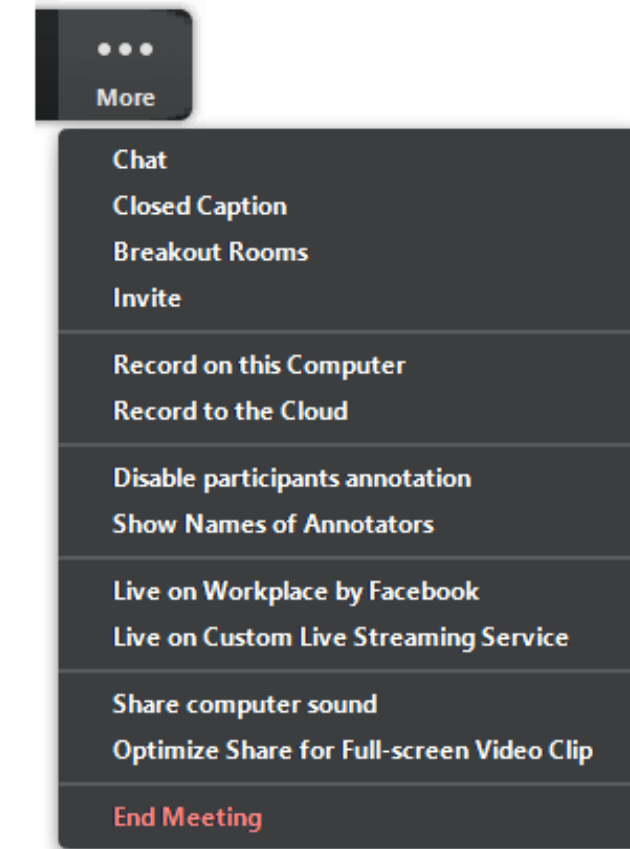 More
Chat
Closed Caption
Breakout Rooms
Invite
Record on this Computer
Record to the Cloud
Disable participants annotation
Show Names of Annotators
Live on Workplace by Facebook
Live on Custom Live Streaming Service
Share computer sound
Optimize Share for Full-screen Video Clip
End Meeting